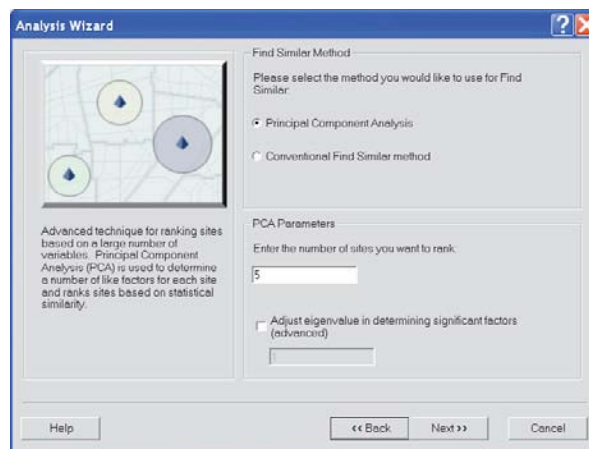 Analysis Wizard
Find Similar Method
Please select the method you would like to use for Find
Similar:
Principal Component Analysis
Conventional Find Similar method
Advanced technique for ranking sites
based on a large number of
variables. Principal Component
Analysis (PCA) is used to determine
a number of like factors for each site
and ranks sites based on statistical
similarity.
PCA Parameters
Enter the number of sites you want to rank:
5
Adjust eigenvalue in determining significant factors
(advanced)
1
Help
<< Back
Next >>
Cancel